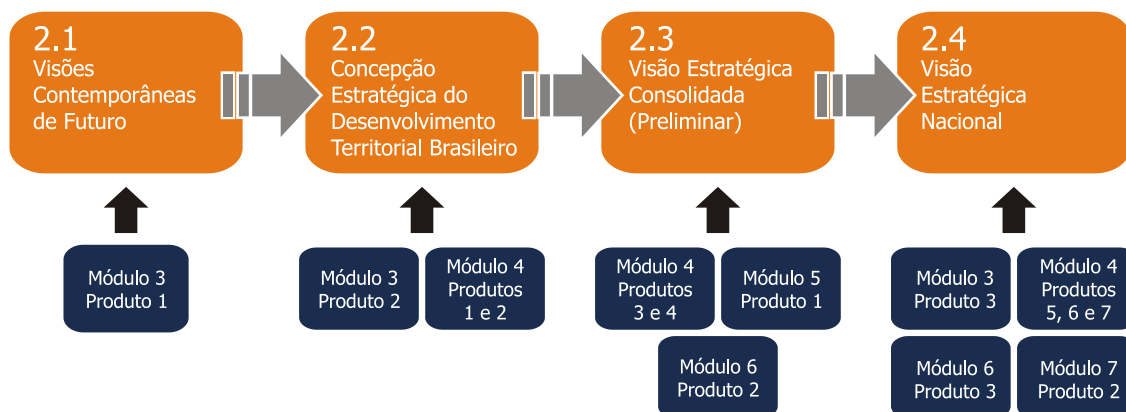 2.1
Visões
Contemporâneas
de Futuro
2.2
Concepção
Estratégica do
Desenvolvimento
Territorial Brasileiro
2.3
Visão Estratégica
Consolidada
(Preliminar)
2.4
Visão
Estratégica
Nacional
Módulo 3
Produto 1
Módulo 3
Produto 2
Módulo 4
Produtos
1 e 2
Módulo 4
Produtos
3 e 4
Módulo 5
Produto 1
Módulo 6
Produto 2
Módulo 3
Produto 3
Módulo 4
Produtos
5, 6 e 7
Módulo 6
Produto 3
Módulo 7
Produto 2